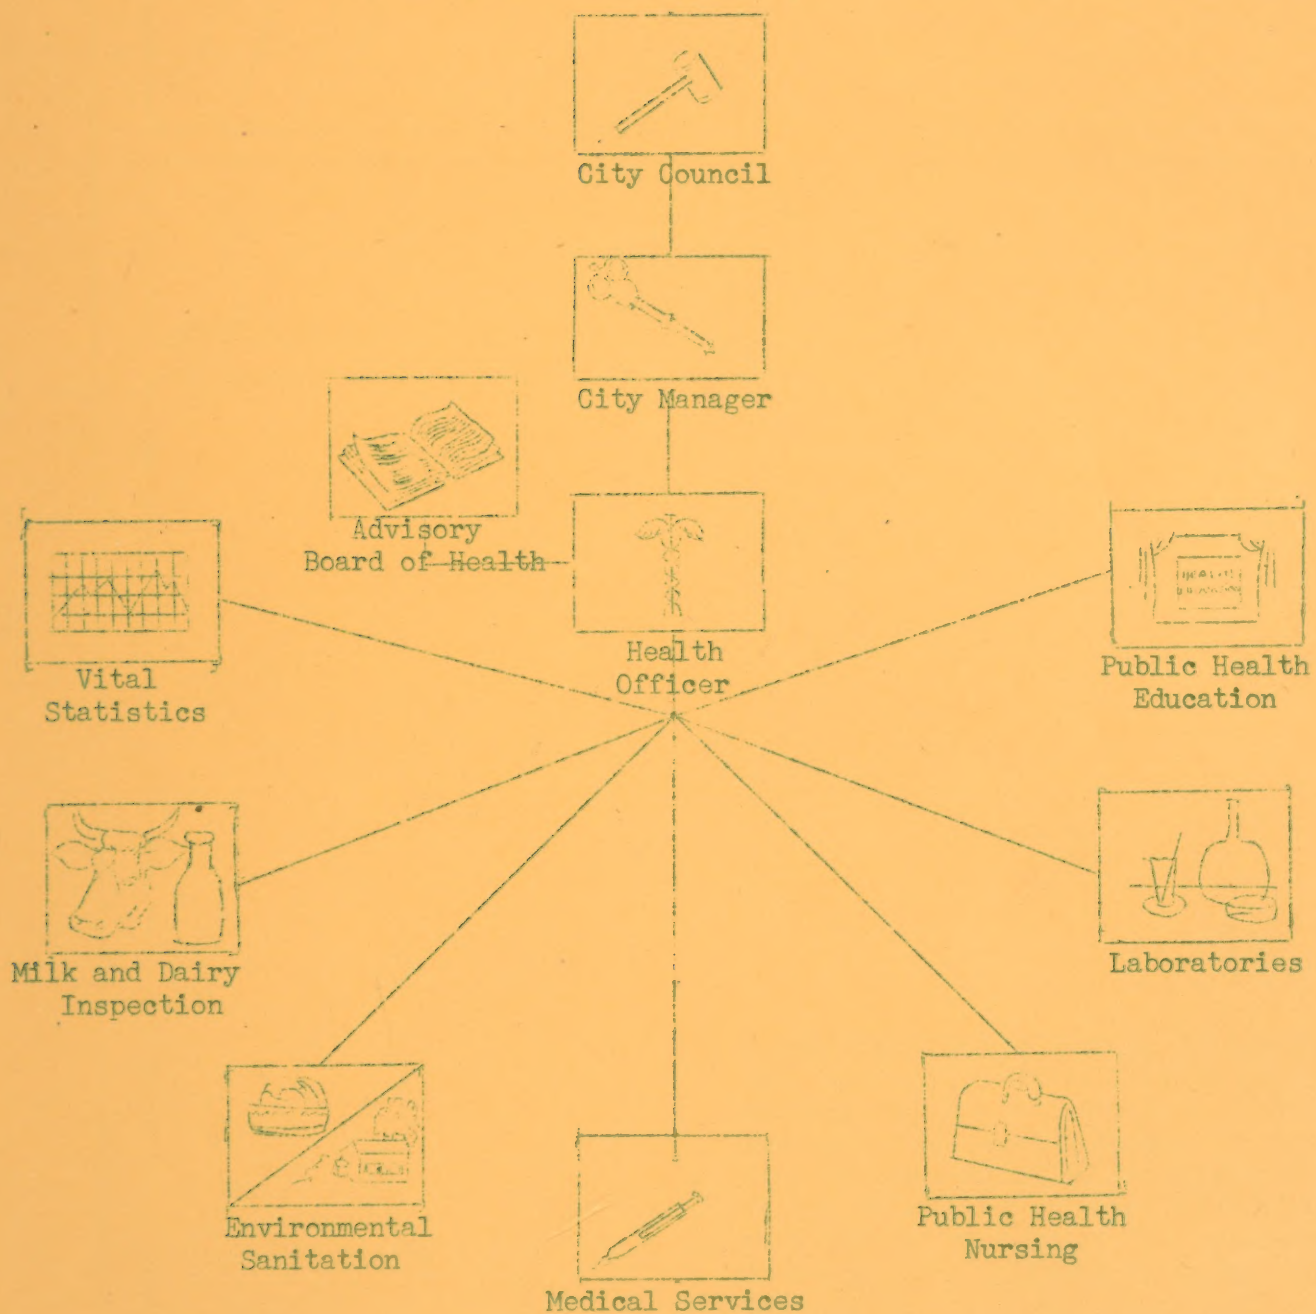 City Council
City Manager
Advisory
Board of Health
Health
Officer
Vital
Statistics
Public Health
Education
Milk and Dairy
Inspection
Laboratories
Environmental
Sanitation
Public Health
Nursing
Medical Services